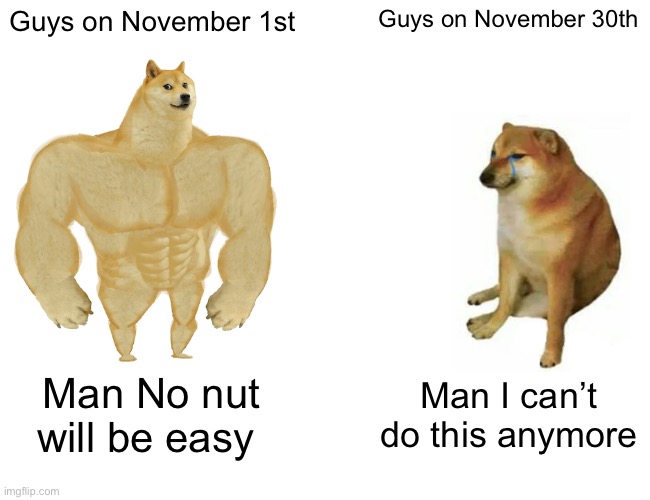 Guys on November 1st
Guys on November 30th
Man No nut
will be easy
Man I can’t
do this anymore
imgflip.com